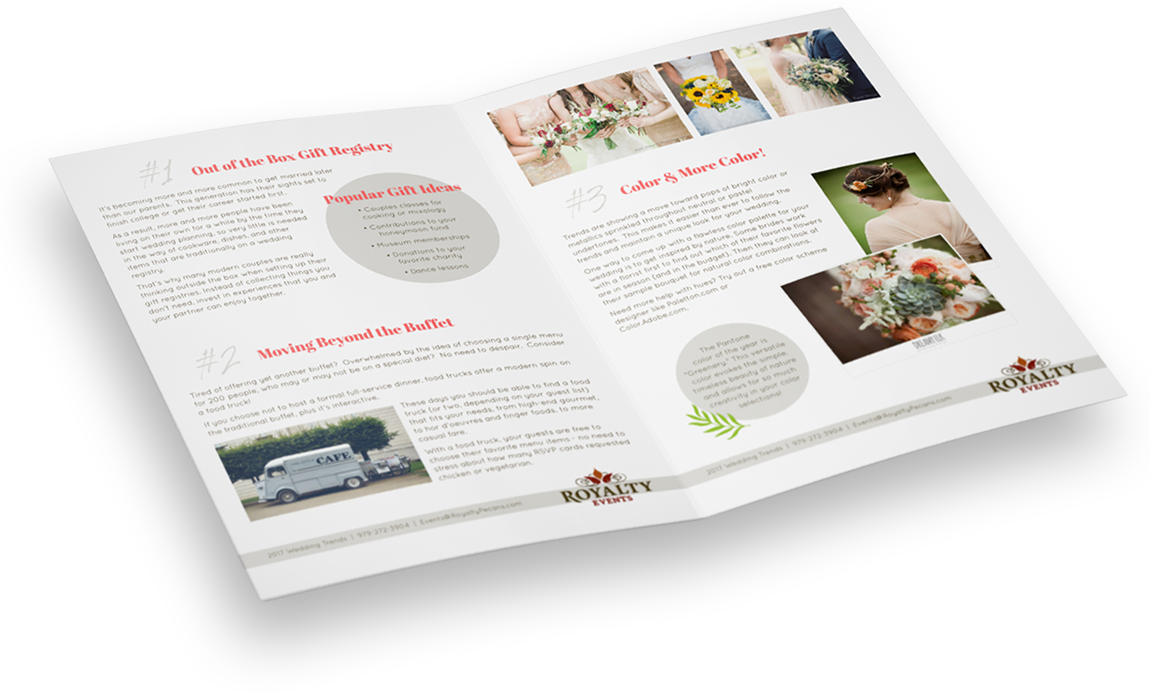 #1
Out of the Box Gift Registry
It's becoming more and more common to get married later
than our parents. This generation has their sights set to
finish college or get their career started first.
As a result, more and more people have been
living on their own for a while by the time they
start wedding planning, so very little is needed
in the way of cookware, dishes, and other
items that are traditionally on a wedding
registry.
That's why many modern couples are really
thinking outside the box when setting up their
gift registries. Instead of collecting things you
don't need, invest in experiences that you and
your partner can enjoy together.
Popular Gift Ideas
• Couples classes for
cooking or mixology
• Contributions to your
honeymoon fund
• Museum memberships
• Donations to your
favorite charity
• Dance lessons
#2
Moving Beyond the Buffet
Tired of offering yet another buffet? Overwhelmed by the idea of choosing a single menu
for 200 people, who may or may not be on a special diet? No need to despair. Consider
a food truck!
If you choose not to host a formal full-service dinner, food trucks offer a modern spin on
the traditional buffet, plus it's interactive.
CAFE
These days you should be able to find a food
truck (or two, depending on your guest list)
that fits your needs, from high-end gourmet,
to hor d'oeuvres and finger foods, to more
casual fare.
With a food truck, your guests are free to
choose their favorite menu items - no need to
stress about how many RSVP cards requested
chicken or vegetarian.
2017 Wedding Trends | 979-272-3904 | Events@RoyaltyPecans.com
ROYALTY
EVENTS
#3
Color & More Color!
Trends are showing a move toward pops of bright color or
metallics sprinkled throughout neutral or pastel
undertones. This makes it easier than ever to follow the
trends and maintain a unique look for your wedding.
One way to come up with a flawless color palette for your
wedding is to get inspired by nature. Some brides work
with a florist first to find out which of their favorite flowers
are in season (and in the budget). Then they can look at
their sample bouquet for natural color combinations.
Need more help with hues? Try out a free color scheme
designer like Paletton.com or
Color.Adobe.com.
The Pantone
color of the year is
"Greenery." This versatile
color evokes the simple,
timeless beauty of nature
and allows for so much
creativity in your color
selections!
2017 Wedding Trends | 979-272-3904 | Events@RoyaltyPecans.com
ROYALTY
EVENTS